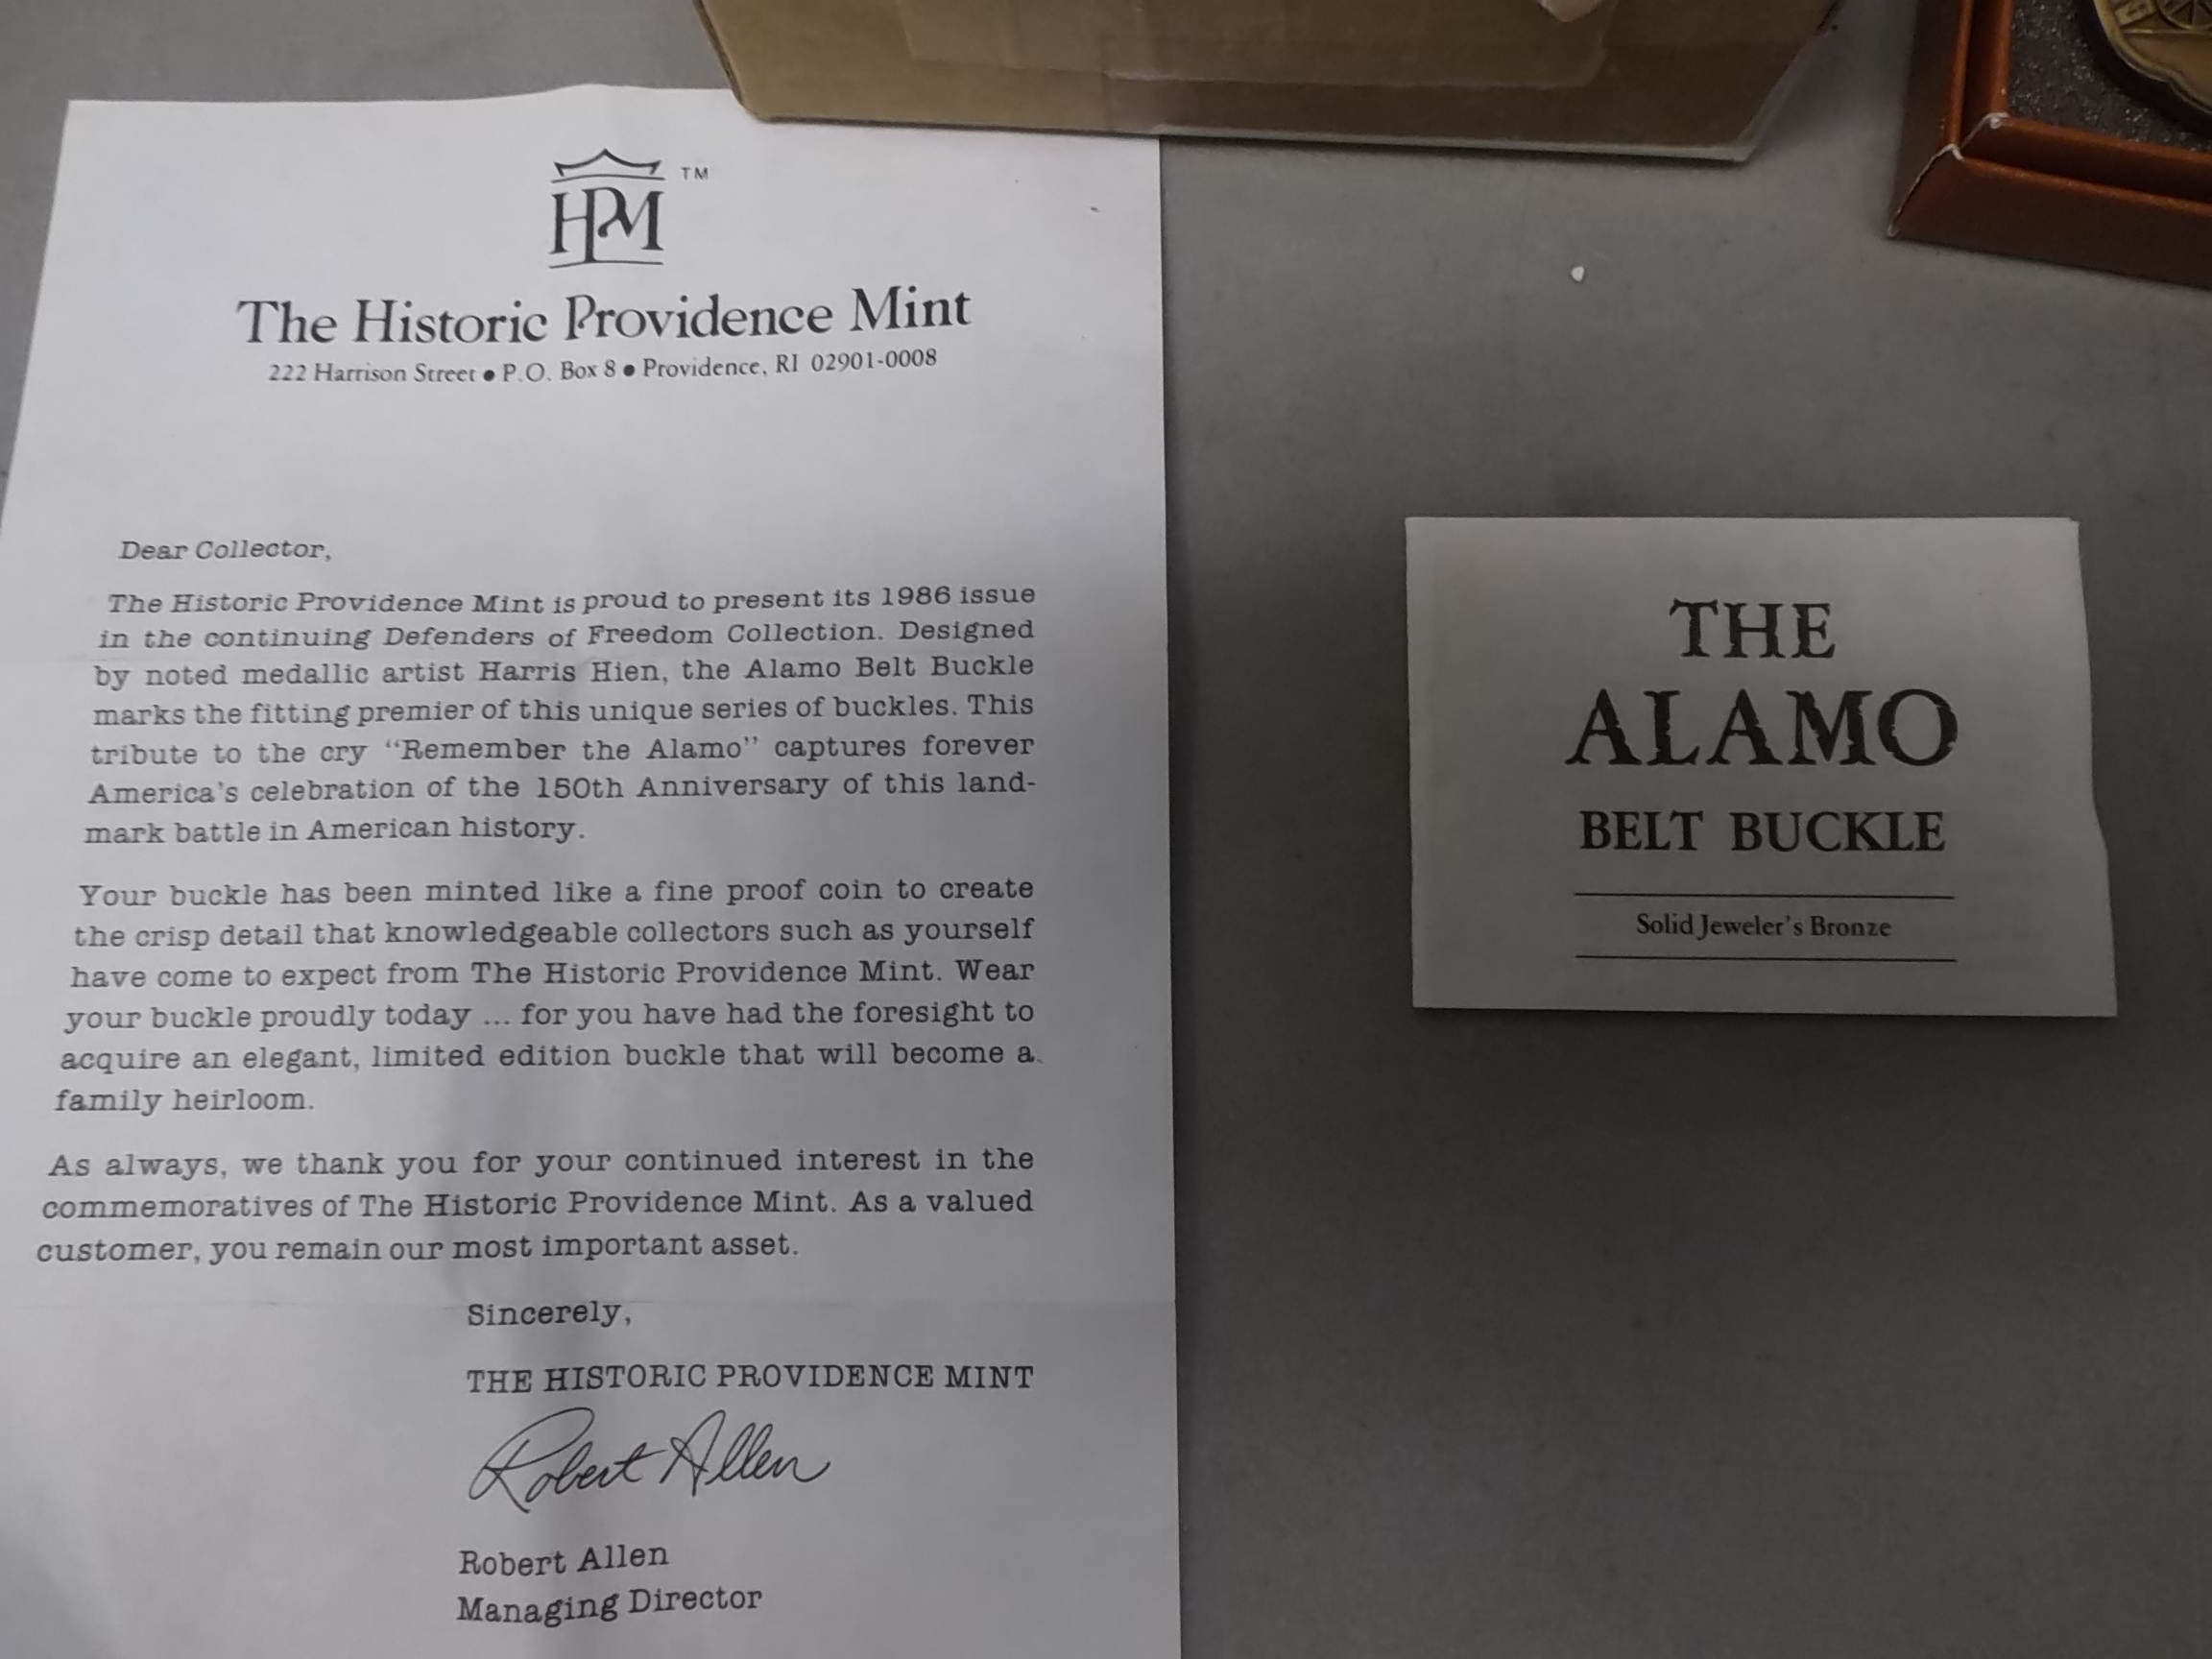 HPM TM
The Historic Providence Mint
222 Harrison Street ● P.O. Box 8 ● Providence, RI 02901-0008
Dear Collector,
The Historic Providence Mint is proud to present its 1986 issue
in the continuing Defenders of Freedom Collection. Designed
by noted medallic artist Harris Hien, the Alamo Belt Buckle
marks the fitting premier of this unique series of buckles. This
tribute to the cry “Remember the Alamo” captures forever
America's celebration of the 150th Anniversary of this land-
mark battle in American history.
Your buckle has been minted like a fine proof coin to create
the crisp detail that knowledgeable collectors such as yourself
have come to expect from The Historic Providence Mint. Wear
your buckle proudly today ... for you have had the foresight to
acquire an elegant, limited edition buckle that will become a
family heirloom.
As always, we thank you for your continued interest in the
commemoratives of The Historic Providence Mint. As a valued
customer, you remain our most important asset.
Sincerely,
THE HISTORIC PROVIDENCE MINT
Robert Allen
Robert Allen
Managing Director
THE
ALAMO
BELT BUCKLE
Solid Jeweler's Bronze